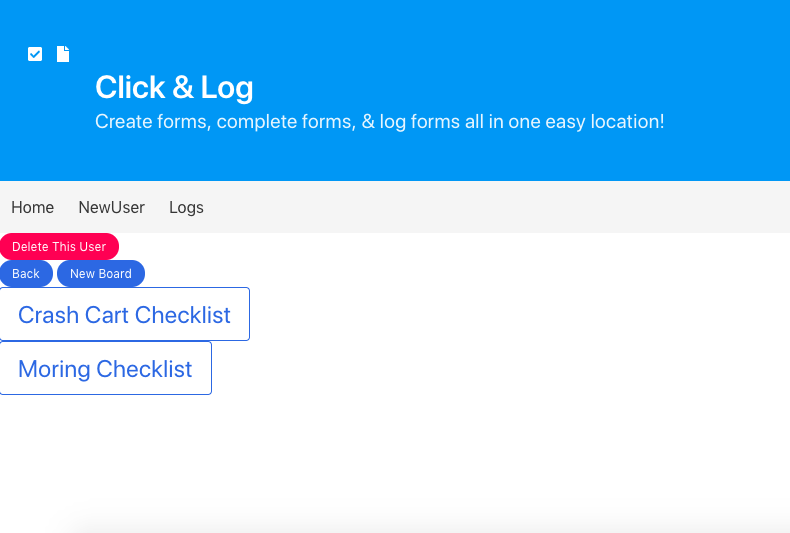 Click & Log
Create forms, complete forms, & log forms all in one easy location!
Home NewUser Logs
Delete This User
Back New Board
Crash Cart Checklist
Moring Checklist